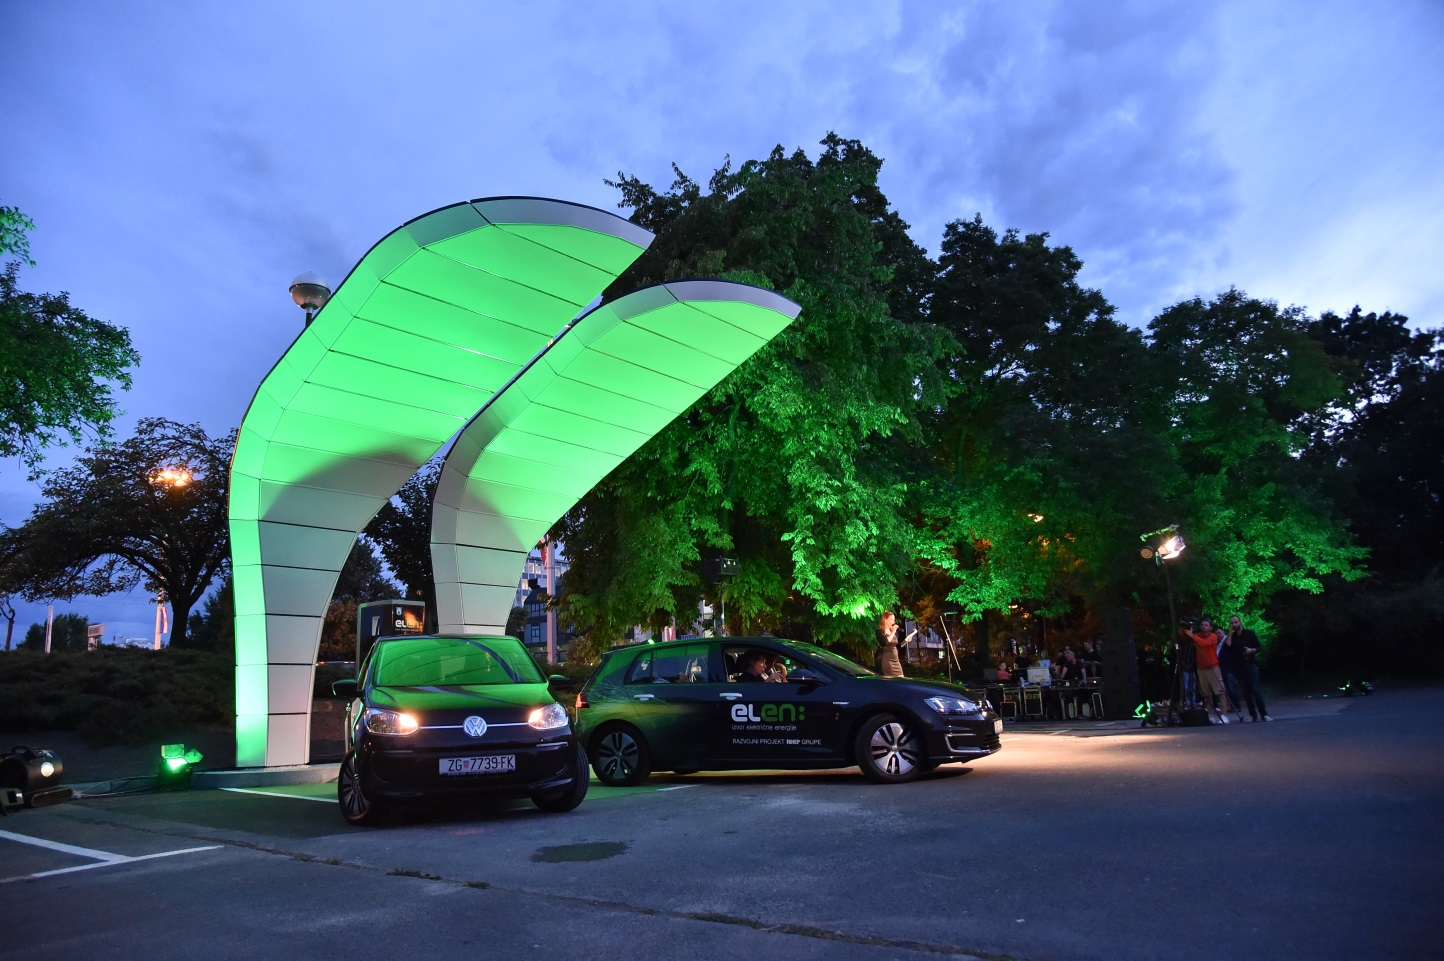 elen:
ZG 7739-FK
elen:
izvor električne energije
RAZVOJNI PROJEKT HEP GRUPE